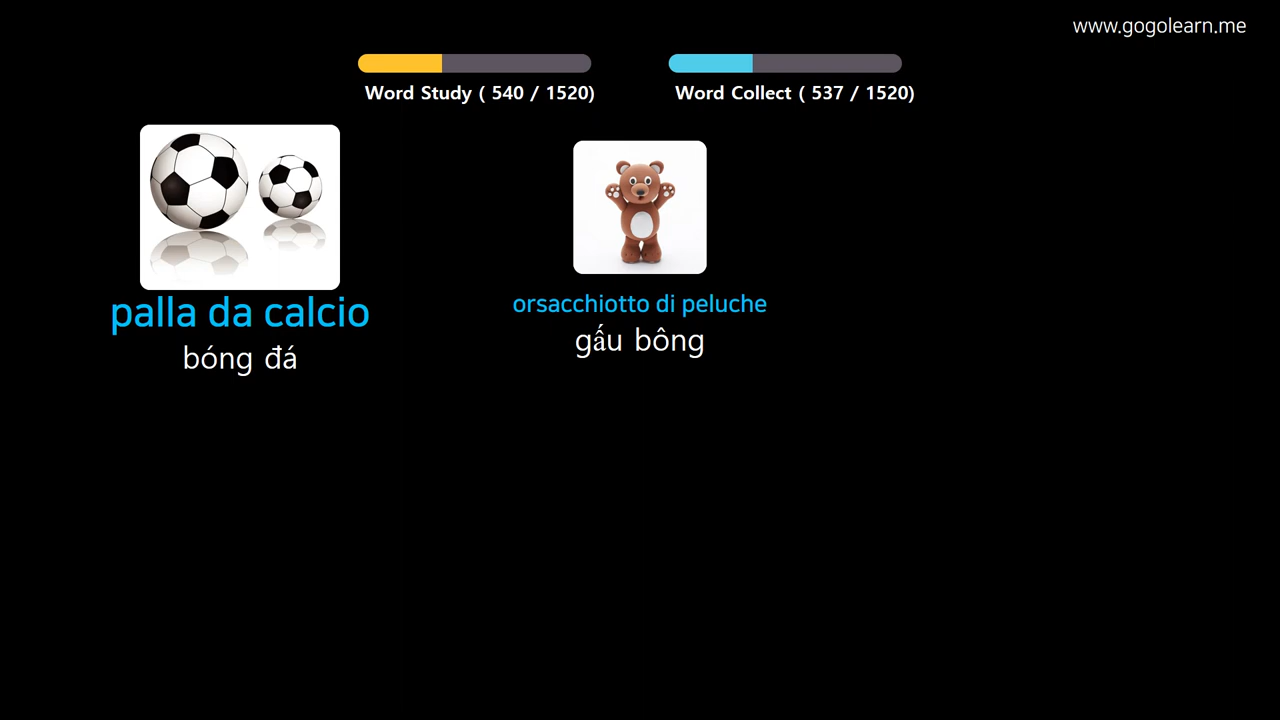 www.gogolearn.me
Word Study ( 540 / 1520)
Word Collect ( 537 / 1520)
palla da calcio
bóng đá
orsacchiotto di peluche
gấu bông